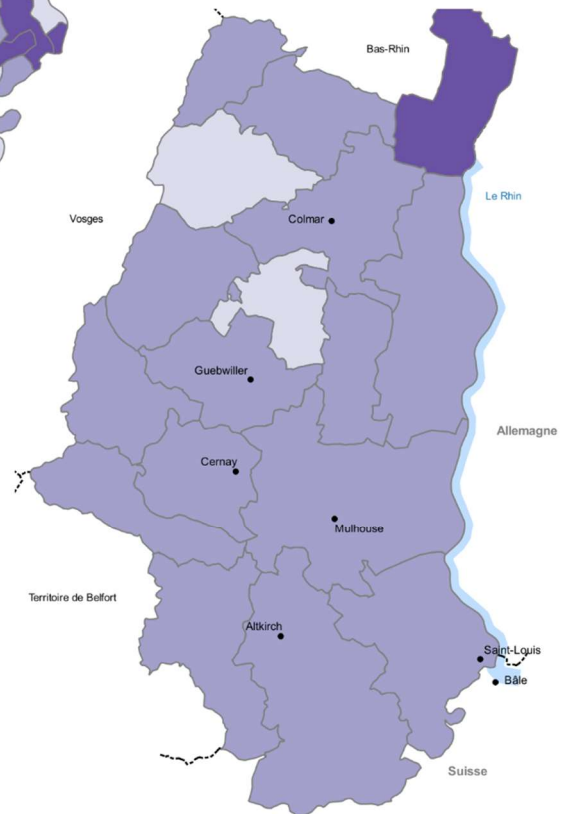 Bas-Rhin
Le Rhin
Vosges
Colmar
Guebwiller
Allemagne
Cernay
Mulhouse
Territoire de Belfort
Altkirch
Saint-Louis
Bâle
Suisse